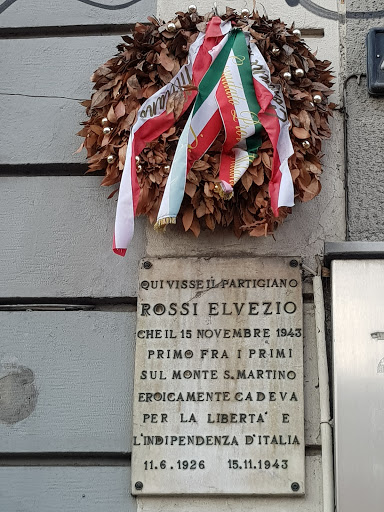 Milano
QUI VISSE IL PARTIGIANO
ROSSI ELVEZIO
CHE IL 15 NOVEMBRE 1943
PRIMO FRA I PRIMI
SUL MONTE S. MARTINO
EROICAMENTE CADEVA
PER LA LIBERTA' E
L'INDIPENDENZA D'ITALIA
11.6.1926 15.11.1943